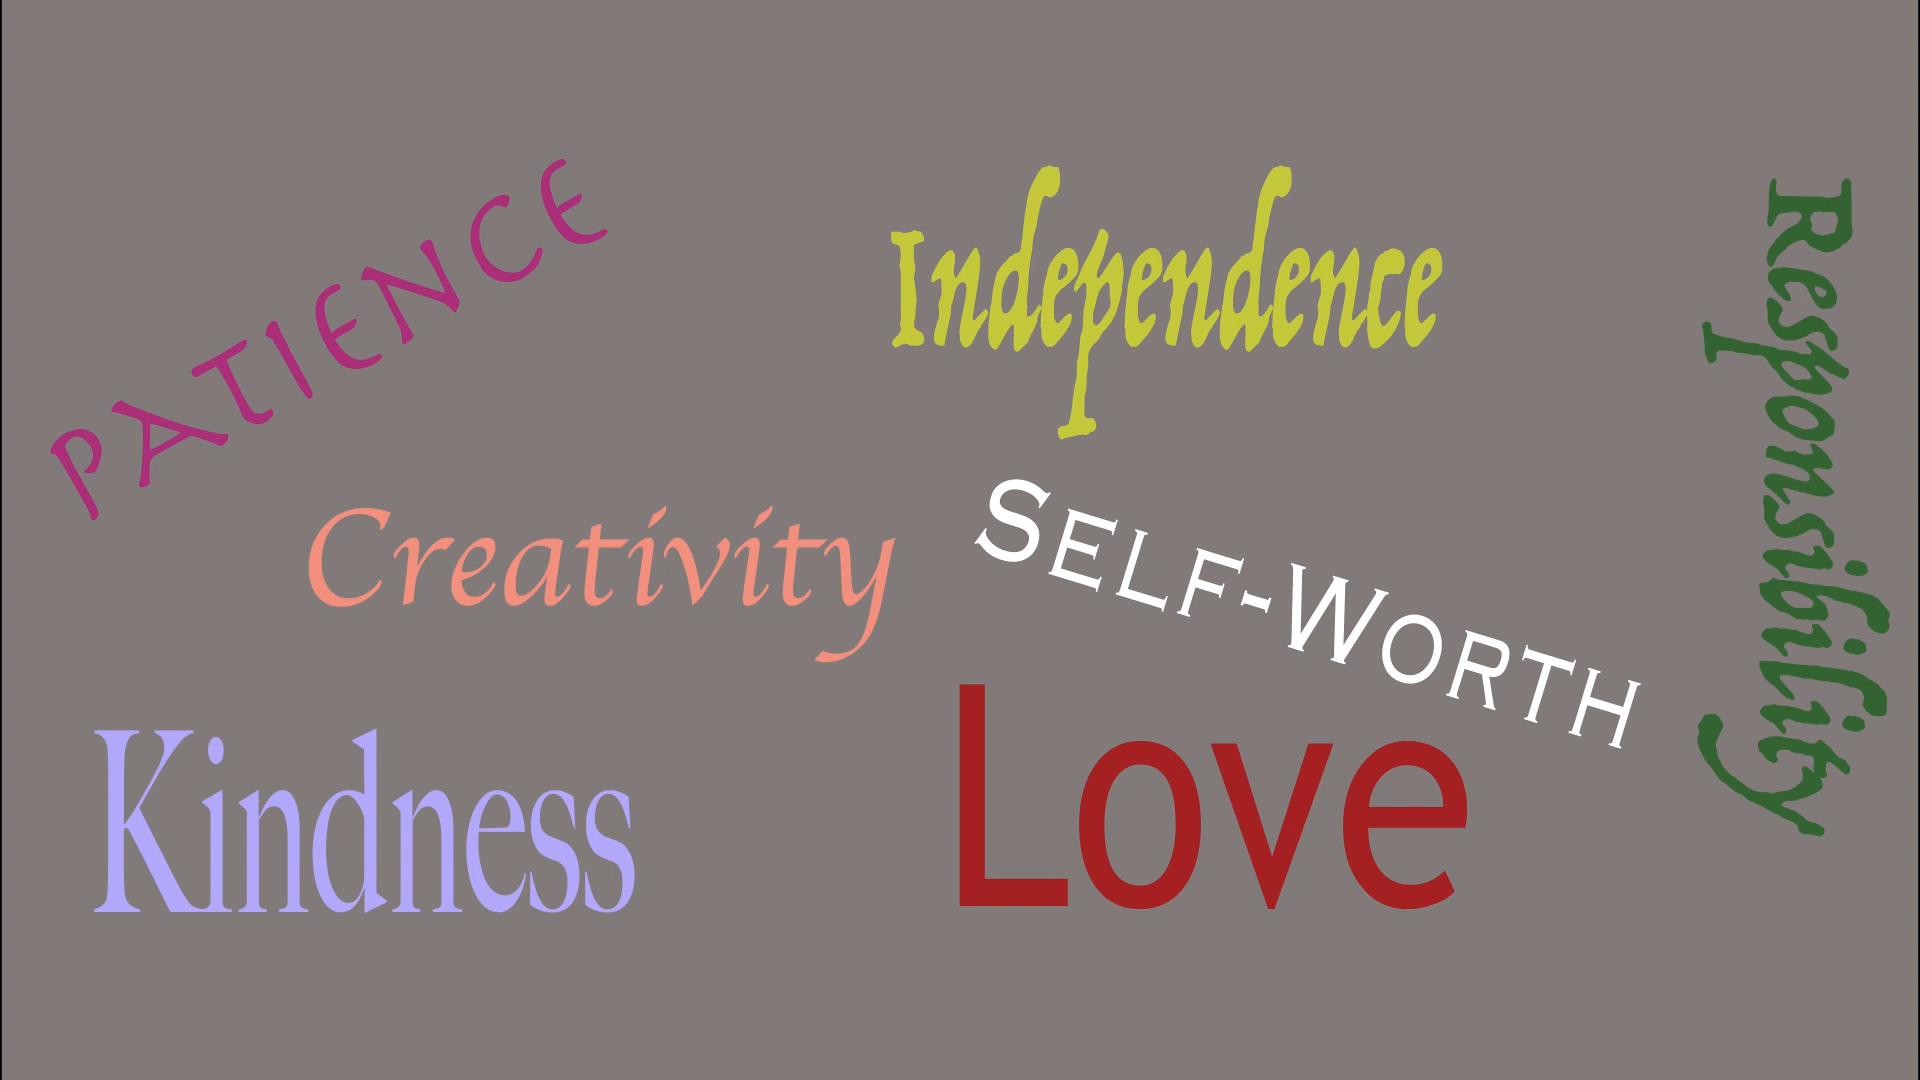 PATIENCE
Independence
Responsibility
Creativity
SELF-WORTH
Kindness
Love